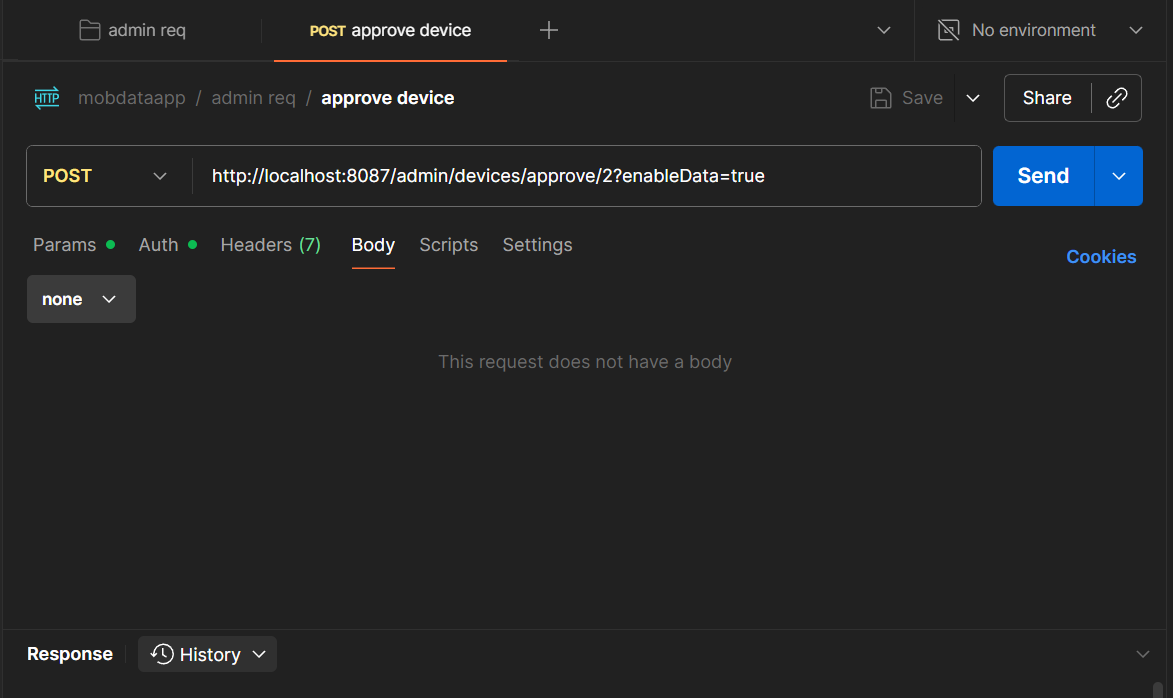 admin req POST approve device No environment
HTTP mobdataapp / admin req / approve device Save Share
POST http://localhost:8087/admin/devices/approve/2?enableData=true Send
Params Auth Headers (7) Body Scripts Settings Cookies
none
This request does not have a body
Response History